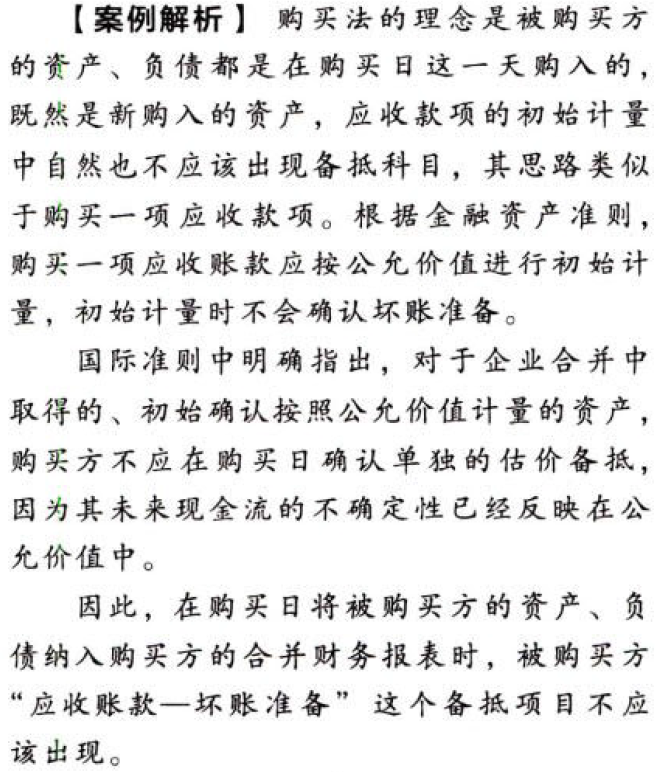 【案例解析】 购买法的理念是被购买方
的资产、负债都是在购买日这一天购入的，
既然是新购入的资产，应收款项的初始计量
中自然也不应该出现备抵科目，其思路类似
于购买一项应收款项。根据金融资产准则，
购买一项应收账款应按公允价值进行初始计
量，初始计量时不会确认坏账准备。
国际准则中明确指出，对于企业合并中
取得的、初始确认按照公允价值计量的资产，
购买方不应在购买日确认单独的估价备抵，
因为其未来现金流的不确定性已经反映在公
允价值中。
因此，在购买日将被购买方的资产、负
债纳入购买方的合并财务报表时，被购买方
“应收账款—坏账准备”这个备抵项目不应
该出现。